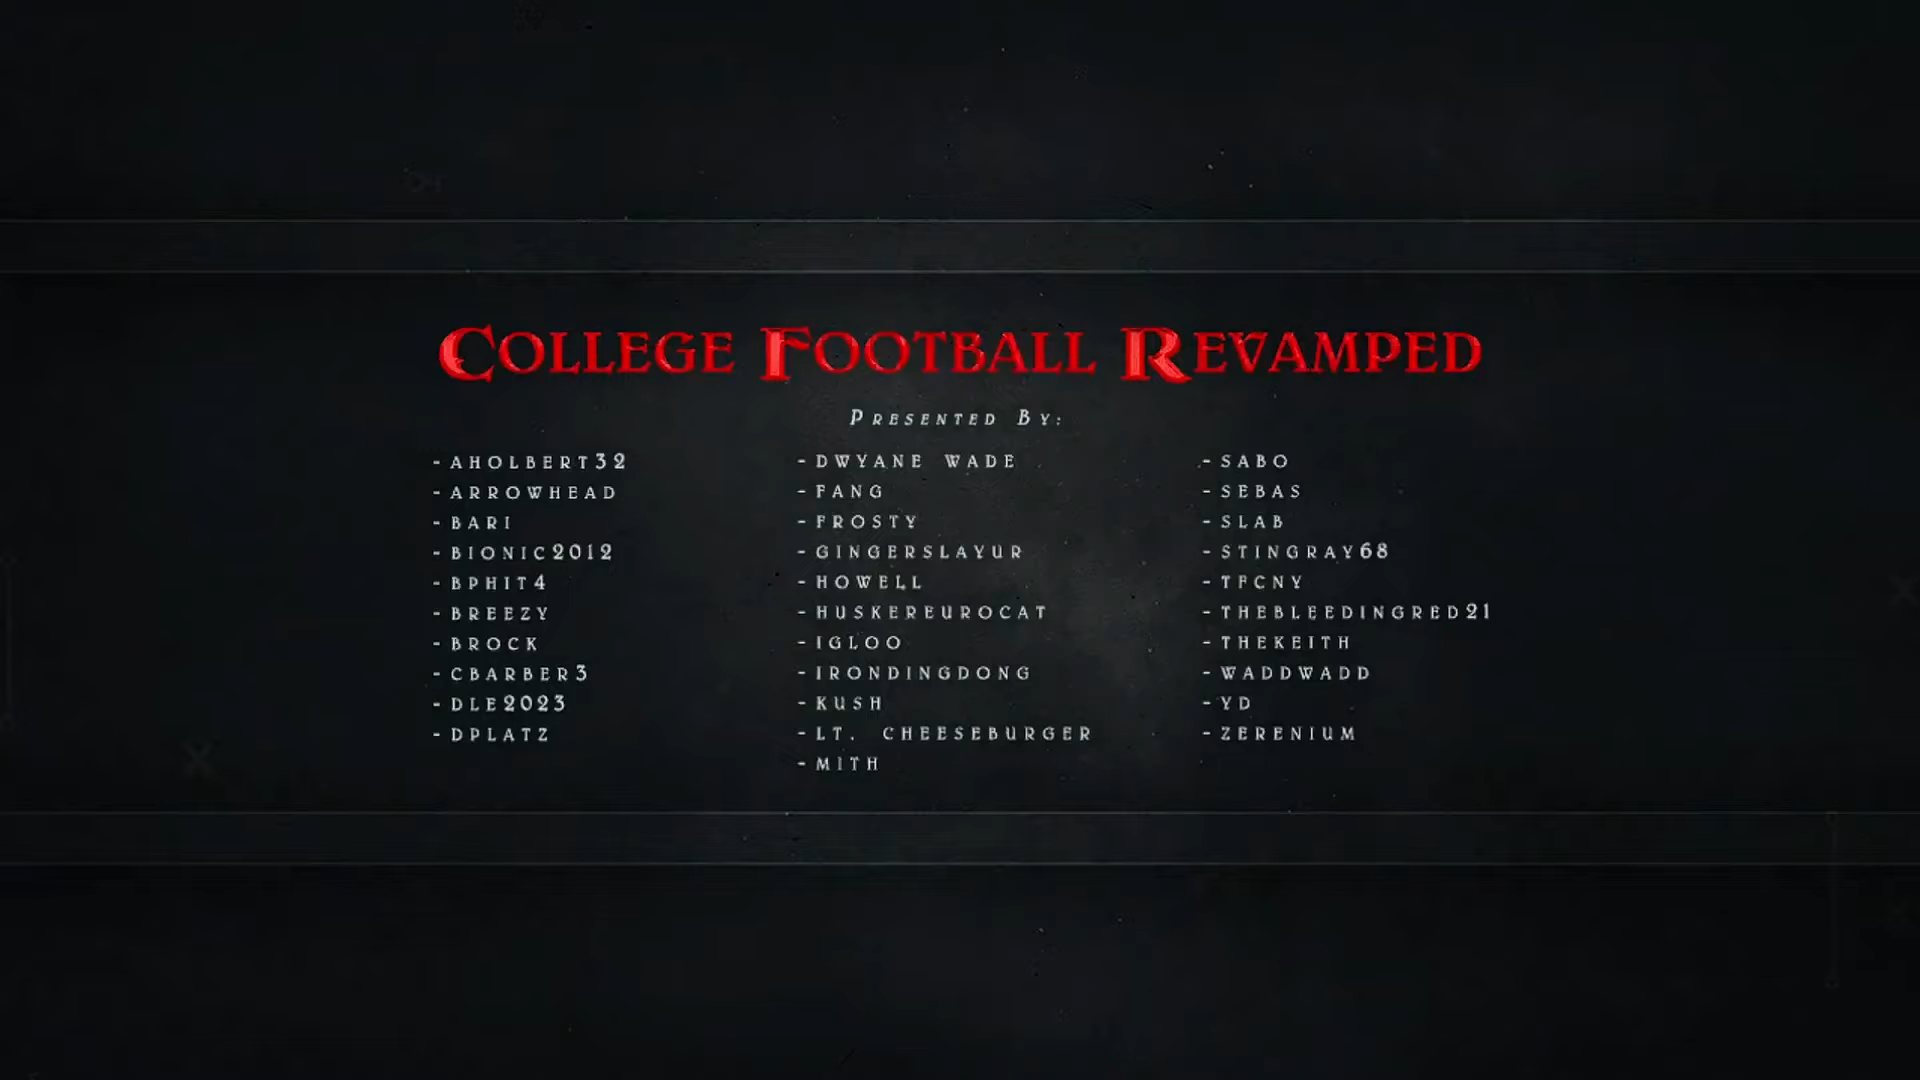 COLLEGE FOOTBALL REVAMPED
PRESENTED BY:
- AHOLBERT32
- ARROWHEAD
- BARI
- BIONIC2012
- BPHIT4
- BREEZY
- BROCK
- CBARBER3
- DLE2023
- DPLATZ
- DWYANE WADE
- FANG
- FROSTY
- GINGERSLAYUR
- HOWELL
- HUSKEREUROCAT
- IGLOO
- IRONDINGDONG
- KUSH
- LT. CHEESEBURGER
- MITH
- SABO
- SEBAS
- SLAB
- STINGRAY68
- TFCNY
- THEBLEEDINGRED21
- THEKEITH
- WADDWADD
- YD
- ZERENIUM